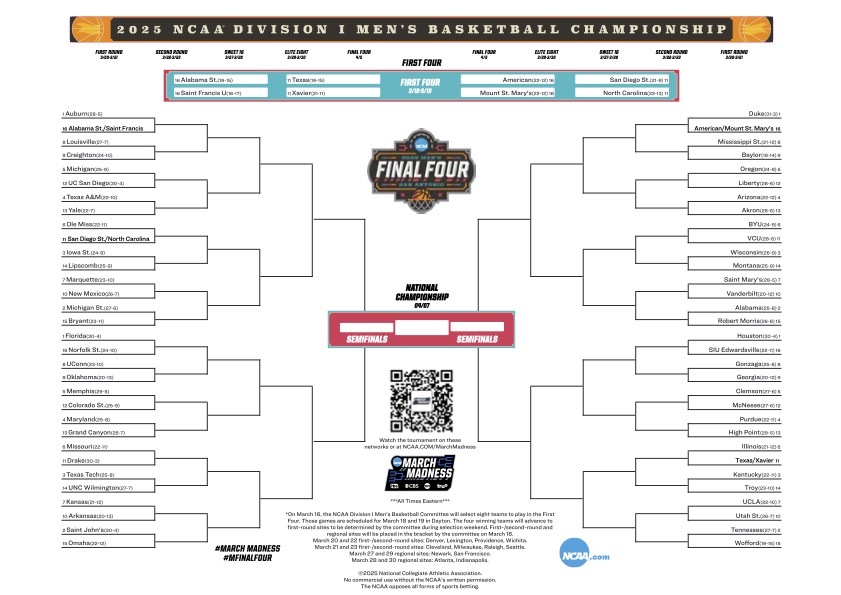 2025 NCAA DIVISION I MEN'S BASKETBALL CHAMPIONSHIP
FIRST ROUND 3/20-3/21
SECOND ROUND 3/22-3/23
SWEET 16 3/27-3/28
ELITE EIGHT 3/29-3/30
FINAL FOUR 4/5
FINAL FOUR 4/5
ELITE EIGHT 3/29-3/30
SWEET 16 3/27-3/28
SECOND ROUND 3/22-3/23
FIRST ROUND 3/20-3/21
FIRST FOUR
16 Alabama St.(19-15)
16 Saint Francis U(16-17)
11 Texas(19-15)
11 Xavier(21-11)
FIRST FOUR
3/18-3/19
American(22-12) 16
Mount St. Mary's(22-12) 16
San Diego St.(21-9) 11
North Carolina(22-13) 11
1 Auburn(28-5)
16 Alabama St./Saint Francis
8 Louisville(27-7)
9 Creighton(24-10)
5 Michigan(25-9)
12 UC San Diego(30-4)
4 Texas A&M(22-10)
13 Yale(22-7)
6 Ole Miss(22-11)
11 San Diego St./North Carolina
3 Iowa St.(24-9)
14 Lipscomb(25-9)
7 Marquette(23-10)
10 New Mexico(26-7)
2 Michigan St.(27-6)
15 Bryant(23-11)
1 Florida(30-4)
16 Norfolk St.(24-10)
8 UConn(23-10)
9 Oklahoma(20-13)
5 Memphis(29-5)
12 Colorado St.(25-9)
4 Maryland(25-8)
13 Grand Canyon(26-7)
6 Missouri(22-11)
11 Drake(30-3)
3 Texas Tech(25-8)
14 UNC Wilmington(27-7)
7 Kansas(21-12)
10 Arkansas(20-13)
2 Saint John's(30-4)
15 Omaha(22-12)
Duke(31-3) 1
American/Mount St. Mary's 16
Mississippi St.(21-12) 8
Baylor(19-14) 9
Oregon(24-9) 5
Liberty(28-6) 12
Arizona(22-12) 4
Akron(28-6) 13
BYU(24-9) 6
VCU(28-6) 11
Wisconsin(26-9) 3
Montana(25-9) 14
Saint Mary's(28-5) 7
Vanderbilt(20-12) 10
Alabama(25-8) 2
Robert Morris(26-8) 15
Houston(30-4) 1
SIU Edwardsville(22-11) 16
Gonzaga(25-8) 8
Georgia(20-12) 9
Clemson(27-6) 5
McNeese(27-6) 12
Purdue(22-11) 4
High Point(29-5) 13
Illinois(21-12) 6
Texas/Xavier 11
Kentucky(22-11) 3
Troy(23-10) 14
UCLA(22-10) 7
Utah St.(26-7) 10
Tennessee(27-7) 2
Wofford(19-15) 15
NCAA
2025 MEN'S
FINAL FOUR
SAN ANTONIO
NATIONAL
CHAMPIONSHIP
04/07
SEMIFINALS
SEMIFINALS
Watch the tournament on these
networks or at NCAA.COM/MarchMadness
MARCH
MADNESS
tbs CBS tnt truTV
***All Times Eastern***
*On March 16, the NCAA Division I Men's Basketball Committee will select eight teams to play in the First
Four. Those games are scheduled for March 18 and 19 in Dayton. The four winning teams will advance to
first-round sites to be determined by the committee during selection weekend. First-/second-round and
regional sites will be placed in the bracket by the committee on March 16.
March 20 and 22 first-/second-round sites: Denver, Lexington, Providence, Wichita.
March 21 and 23 first-/second-round sites: Cleveland, Milwaukee, Raleigh, Seattle.
March 27 and 29 regional sites: Newark, San Francisco.
March 28 and 30 regional sites: Atlanta, Indianapolis.
©2025 National Collegiate Athletic Association.
No commercial use without the NCAA's written permission.
The NCAA opposes all forms of sports betting.
#MARCH MADNESS
#MFINALFOUR
NCAA.com